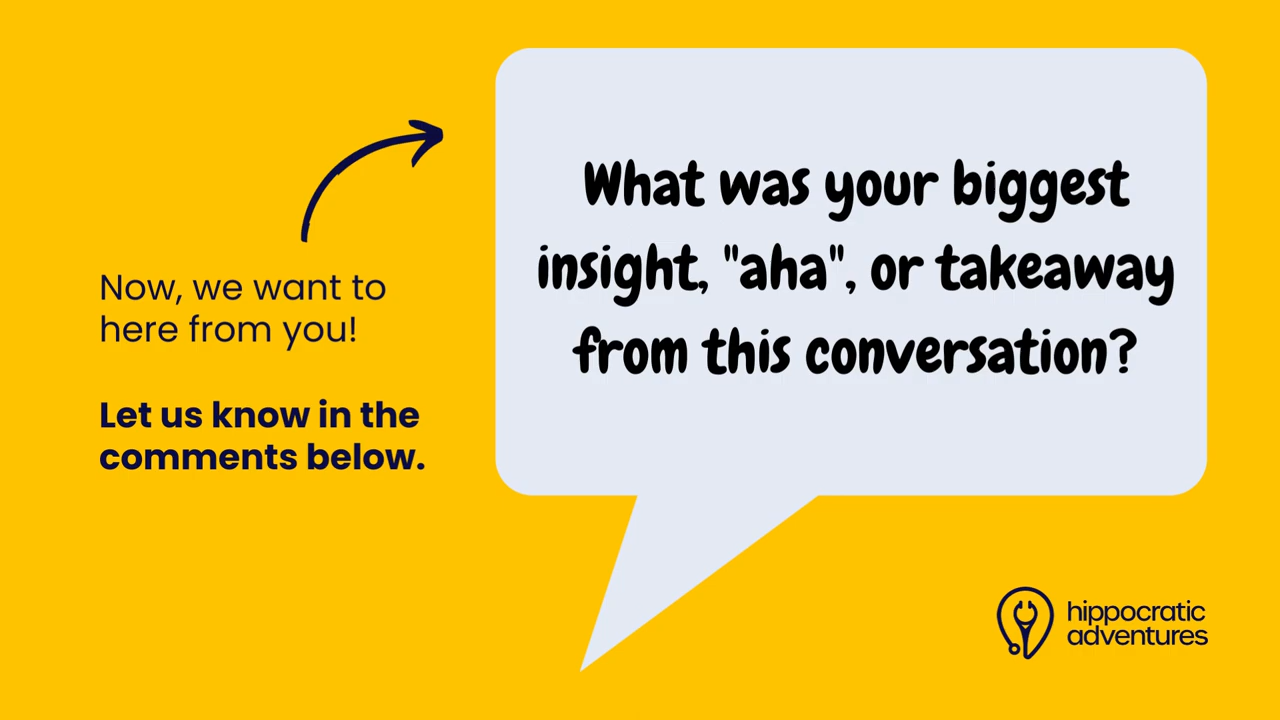 Now, we want to
here from you!
Let us know in the
comments below.
What was your biggest
insight, "aha", or takeaway
from this conversation?
hippocratic
adventures